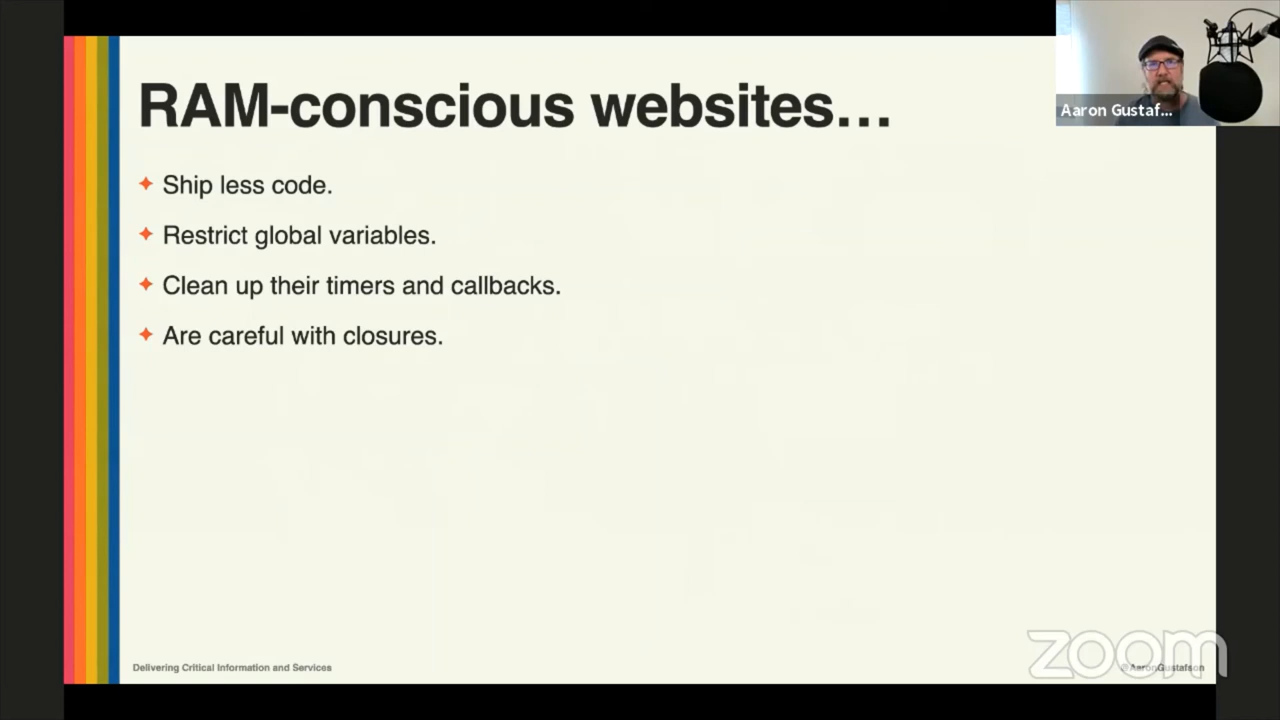 RAM-conscious websites…
Aaron Gustaf...
✦ Ship less code.
✦ Restrict global variables.
✦ Clean up their timers and callbacks.
✦ Are careful with closures.
Delivering Critical Information and Services
@AaronGustafson
zoom